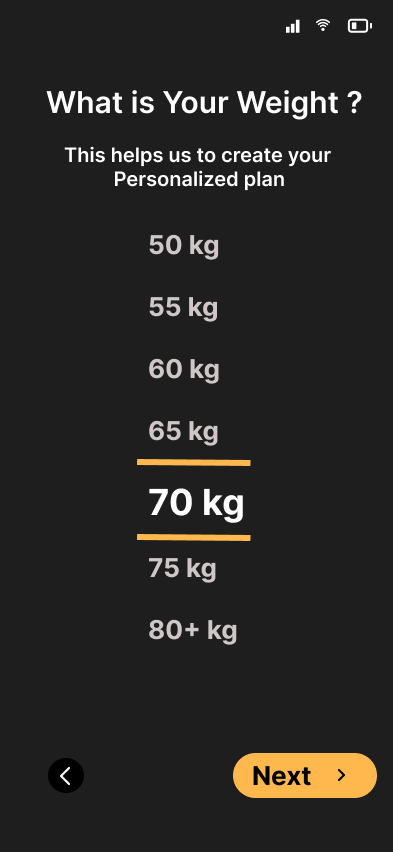 What is Your Weight ?
This helps us to create your
Personalized plan
50 kg
55 kg
60 kg
65 kg
70 kg
75 kg
80+ kg
Next